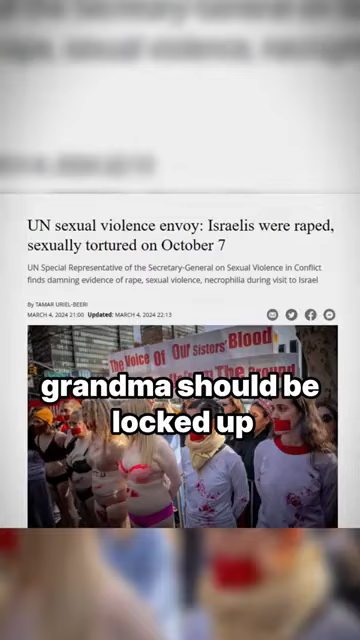 UN sexual violence envoy: Israelis were raped,
sexually tortured on October 7
UN Special Representative of the Secretary-General on Sexual Violence in Conflict
finds damning evidence of rape, sexual violence, necrophilia during visit to Israel
By TAMAR URIEL-BEERI
MARCH 4, 2024 21:00 Updated: MARCH 4, 2024 22:13
The Voice Of Our Sisters' Blood
The Ground
grandma should be
locked up